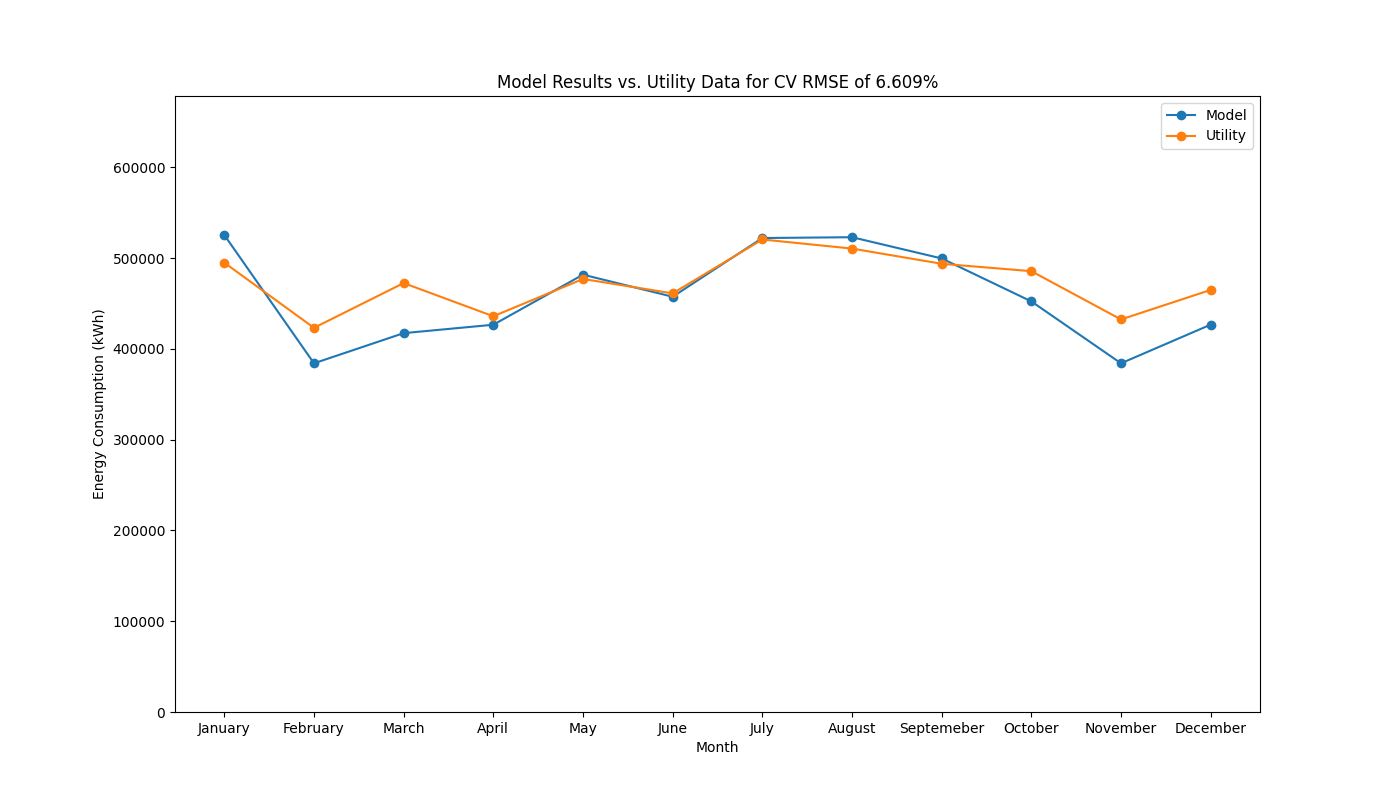 Model Results vs. Utility Data for CV RMSE of 6.609%
Model
Utility
Energy Consumption (kWh)
600000
500000
400000
300000
200000
100000
0
January February March April May June July August Septemeber October November December
Month